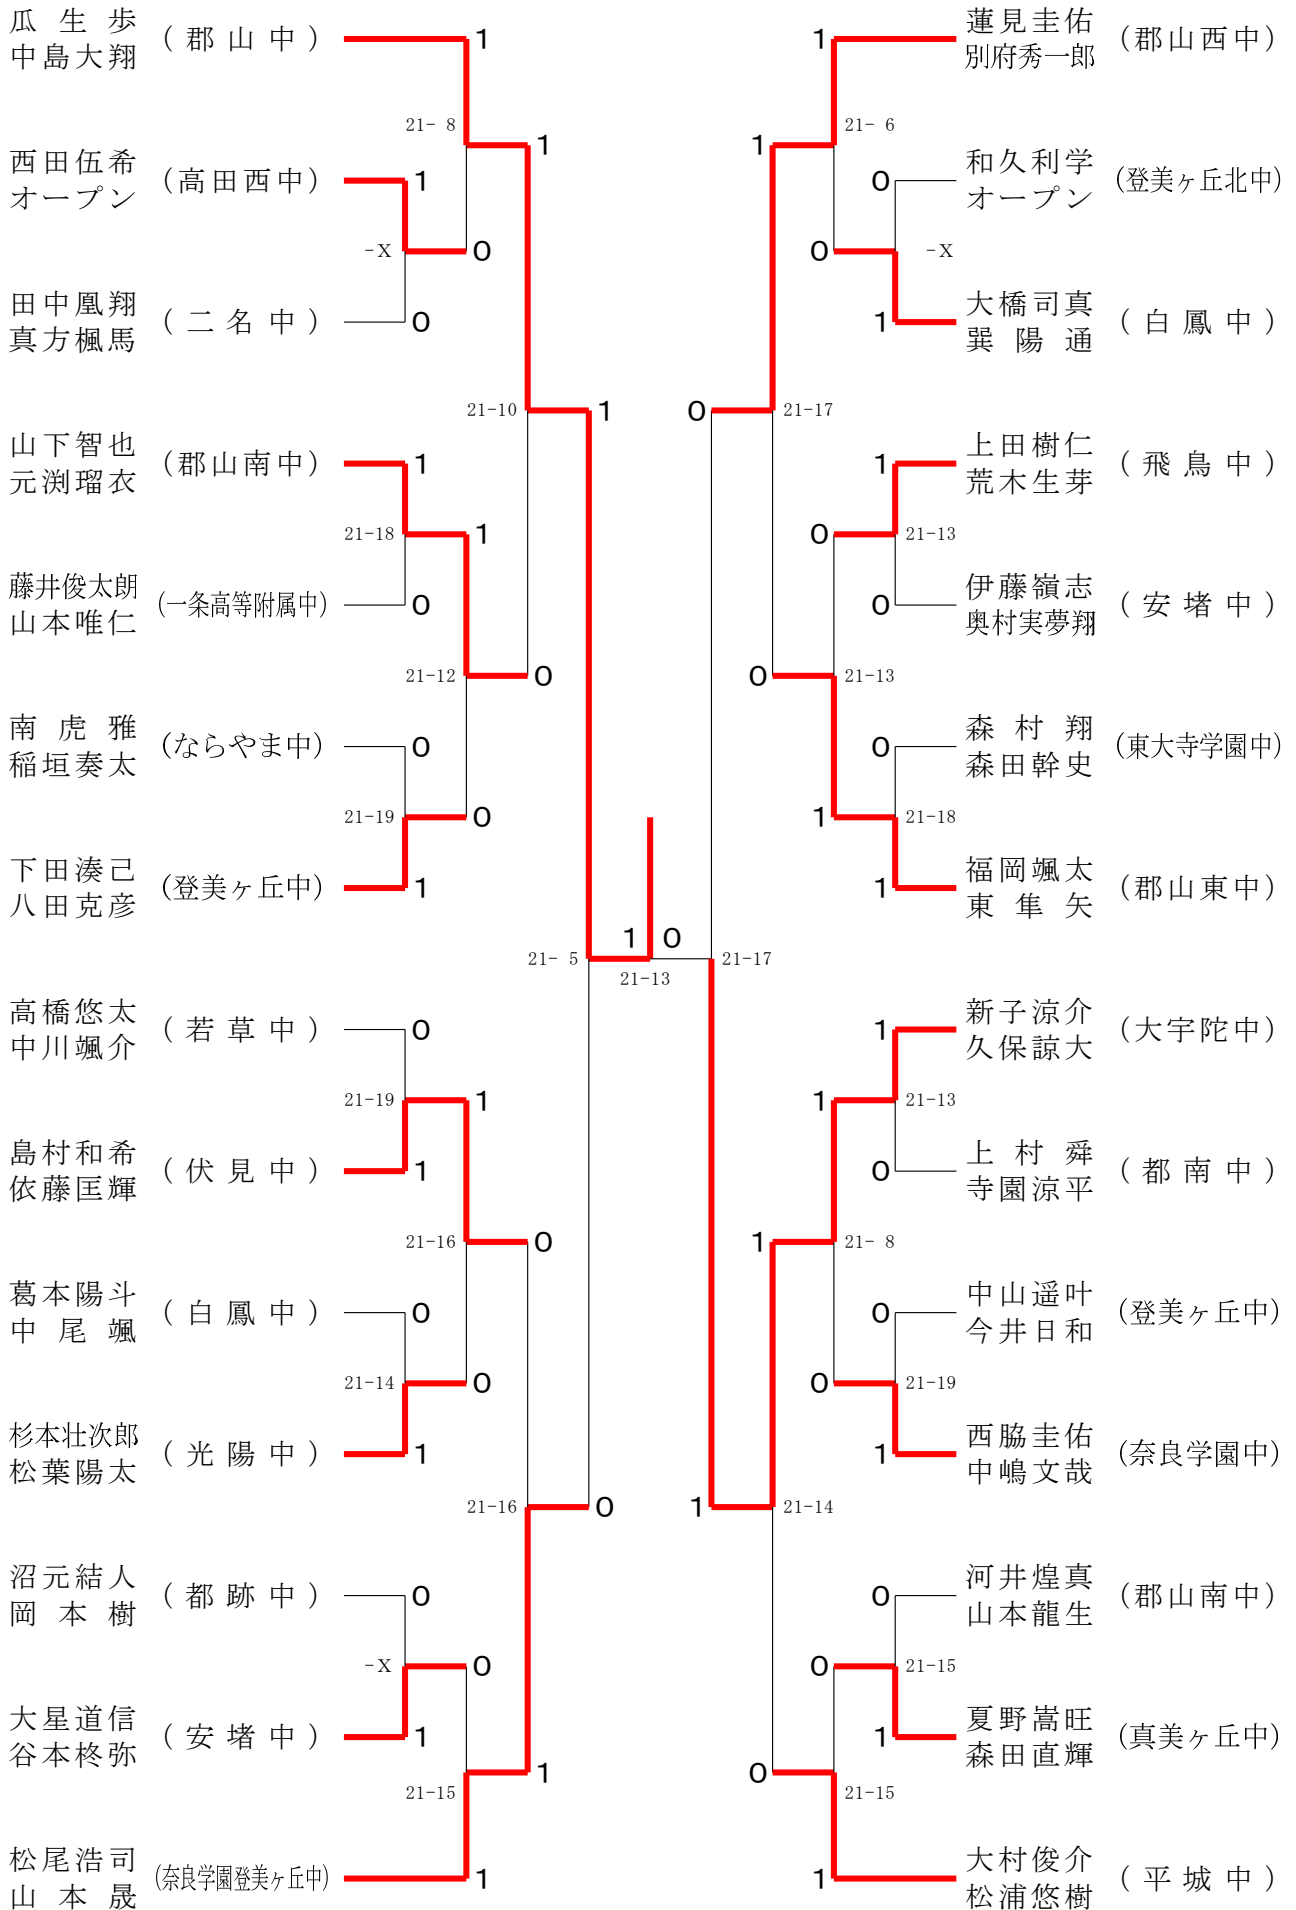 瓜生歩
中島大翔
(郡山中)
1
21- 8
1
西田伍希
オープン
(高田西中)
1
-X
0
田中凰翔
真方楓馬
(二名中)
0
21-10
1
山下智也
元渕瑠衣
(郡山南中)
1
21-18
1
藤井俊太朗
山本唯仁
(一条高等附属中)
0
21-12
0
南虎雅
稲垣奏太
(ならやま中)
0
21-19
0
下田湊己
八田克彦
(登美ヶ丘中)
1
21- 5
高橋悠太
中川颯介
(若草中)
0
21-19
1
島村和希
依藤匡輝
(伏見中)
1
21-16
0
葛本陽斗
中尾颯
(白鳳中)
0
21-14
0
杉本壮次郎
松葉陽太
(光陽中)
1
21-16
0
沼元結人
岡本樹
(都跡中)
0
-X
0
大星道信
谷本柊弥
(安堵中)
1
21-15
1
松尾浩司
山本晟
(奈良学園登美ヶ丘中)
1
1 0
21-13
1
蓮見圭佑
別府秀一郎
(郡山西中)
1
21- 6
0
和久利学
オープン
(登美ヶ丘北中)
0
-X
1
大橋司真
巽陽通
(白鳳中)
0
21-17
1
上田樹仁
荒木生芽
(飛鳥中)
0
21-13
0
伊藤嶺志
奥村実夢翔
(安堵中)
0
21-13
0
森村翔
森田幹史
(東大寺学園中)
1
21-18
1
福岡颯太
東隼矢
(郡山東中)
21-17
1
新子涼介
久保諒大
(大宇陀中)
1
21-13
0
上村舜
寺園涼平
(都南中)
1
21- 8
0
中山遥叶
今井日和
(登美ヶ丘中)
0
21-19
1
西脇圭佑
中嶋文哉
(奈良学園中)
1
21-14
0
河井煌真
山本龍生
(郡山南中)
0
21-15
1
夏野嵩旺
森田直輝
(真美ヶ丘中)
0
21-15
1
大村俊介
松浦悠樹
(平城中)